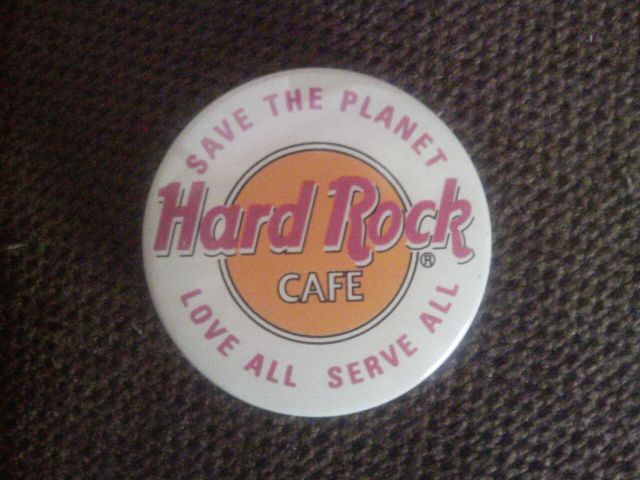 SAVE THE PLANET
Hard Rock
®
CAFE
LOVE ALL SERVE ALL